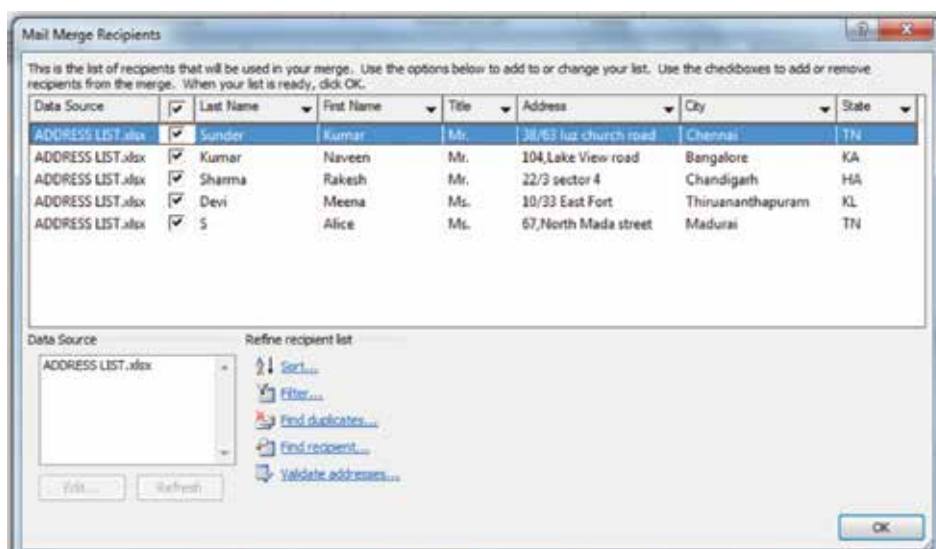 Mail Merge Recipients
This is the list of recipients that will be used in your merge. Use the options below to add to or change your list. Use the checkboxes to add or remove
recipients from the merge. When your list is ready, click OK.
Data Source Last Name First Name Title Address City State
ADDRESS LIST.xlsx Sunder Kumar Mr. 38/63 luz church road Chennai TN
ADDRESS LIST.xlsx Kumar Naveen Mr. 104,Lake View road Bangalore KA
ADDRESS LIST.xlsx Sharma Rakesh Mr. 22/3 sector 4 Chandigarh HA
ADDRESS LIST.xlsx Devi Meena Ms. 10/33 East Fort Thiruananthapuram KL
ADDRESS LIST.xlsx S Alice Ms. 67,North Mada street Madurai TN
Data Source Refine recipient list
ADDRESS LIST.xlsx
Sort...
Filter...
Find duplicates...
Find recipient...
Validate addresses...
Edit... Refresh
OK